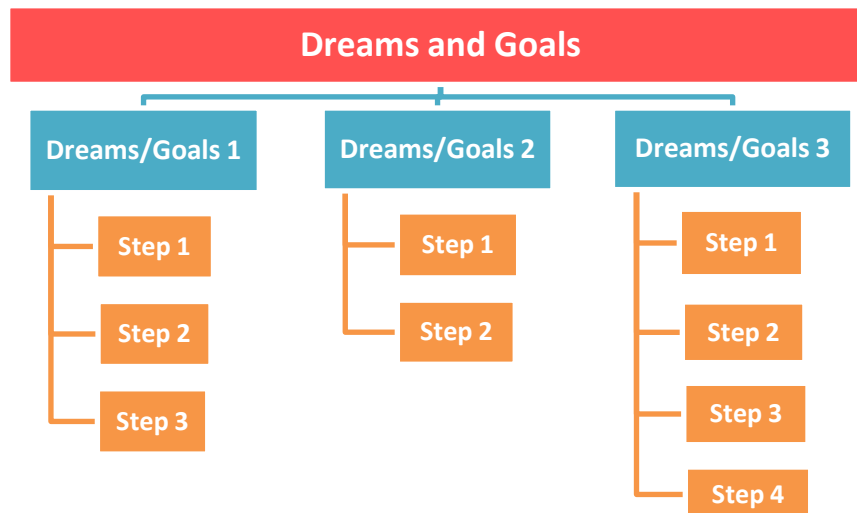 Dreams and Goals
Dreams/Goals 1
Step 1
Step 2
Step 3
Dreams/Goals 2
Step 1
Step 2
Dreams/Goals 3
Step 1
Step 2
Step 3
Step 4